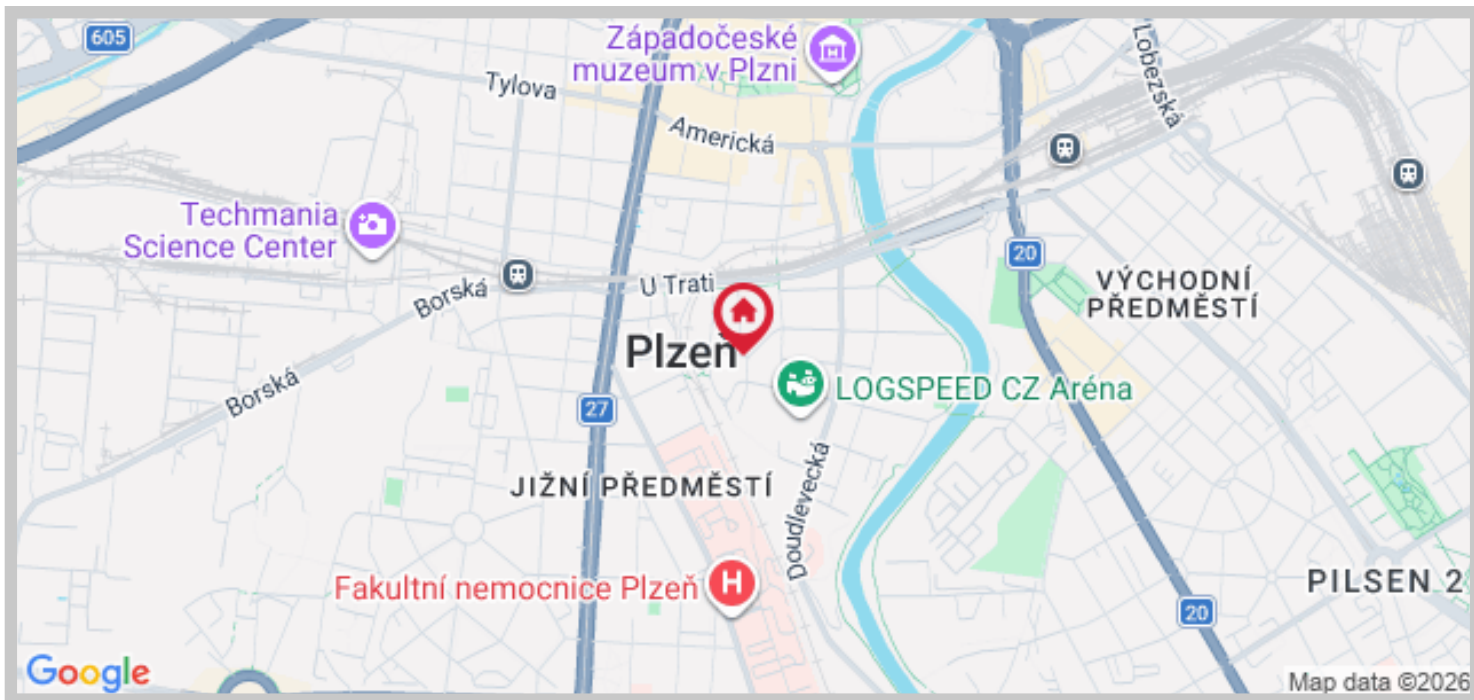 605
Západočeské
muzeum v Plzni
Lobezská
Tylova
Americká
Techmania
Science Center
20
VÝCHODNÍ
PŘEDMĚSTÍ
Borská
U Trati
Plzeň
LOGSPEED CZ Aréna
Borská
27
JIŽNÍ PŘEDMĚSTÍ
Doudlevecká
Fakultní nemocnice Plzeň
H
PILSEN 2
20
Google
Map data ©2026